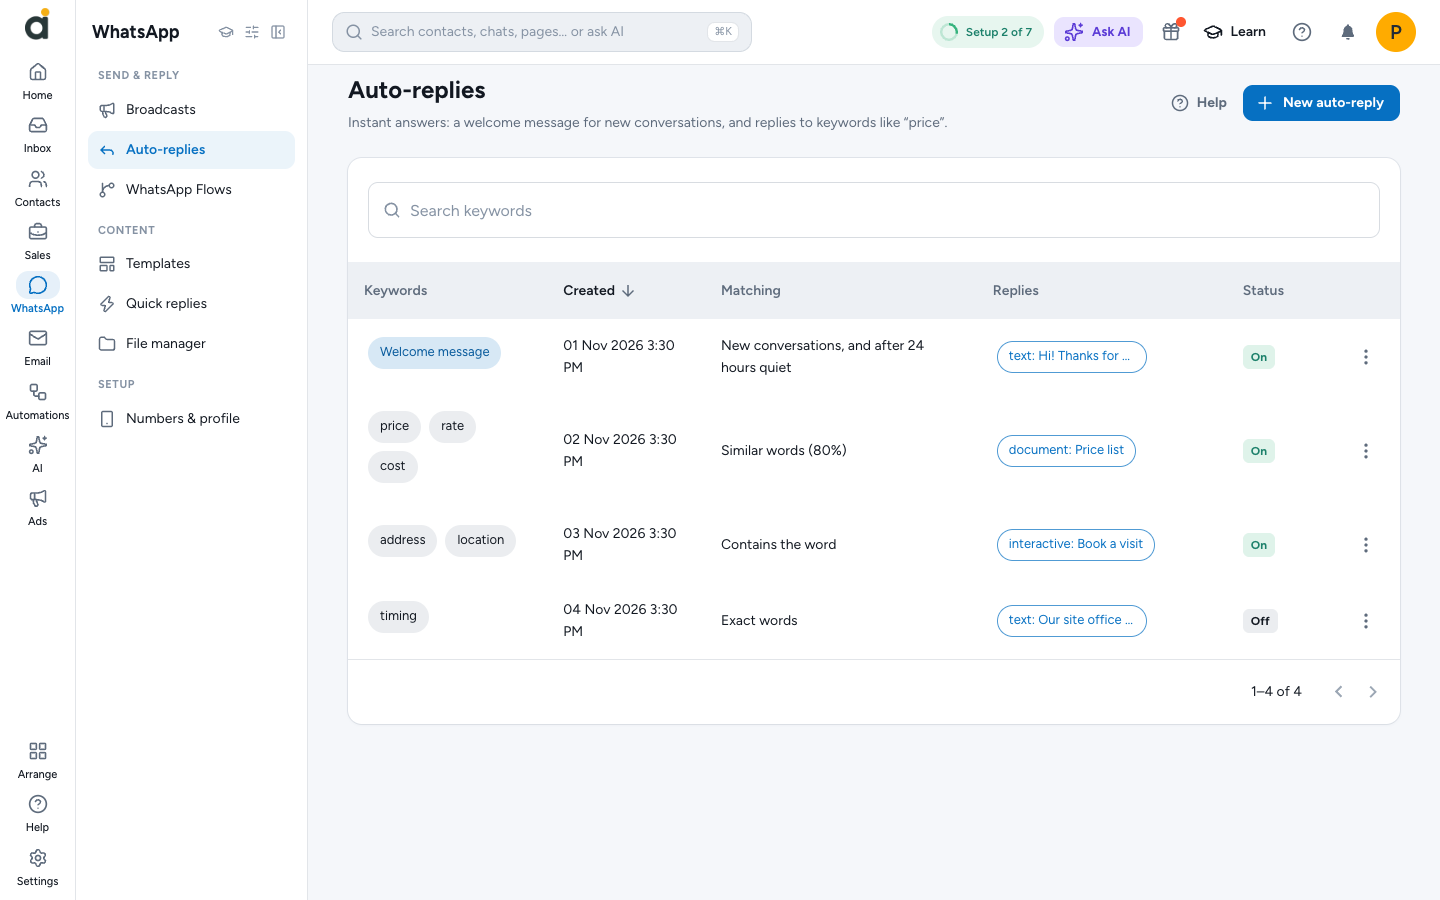 WhatsApp
Search contacts, chats, pages... or ask AI
⌘K
Setup 2 of 7
Ask AI
Learn
P
Home
Inbox
Contacts
Sales
WhatsApp
Email
Automations
AI
Ads
Arrange
Help
Settings
SEND & REPLY
Broadcasts
Auto-replies
WhatsApp Flows
CONTENT
Templates
Quick replies
File manager
SETUP
Numbers & profile
Auto-replies
Instant answers: a welcome message for new conversations, and replies to keywords like “price”.
Help
New auto-reply
Search keywords
Keywords Created Matching Replies Status
Welcome message
01 Nov 2026 3:30
PM
New conversations, and after 24
hours quiet
text: Hi! Thanks for ...
On
price rate
cost
02 Nov 2026 3:30
PM
Similar words (80%)
document: Price list
On
address location
03 Nov 2026 3:30
PM
Contains the word
interactive: Book a visit
On
timing
04 Nov 2026 3:30
PM
Exact words
text: Our site office ...
Off
1–4 of 4